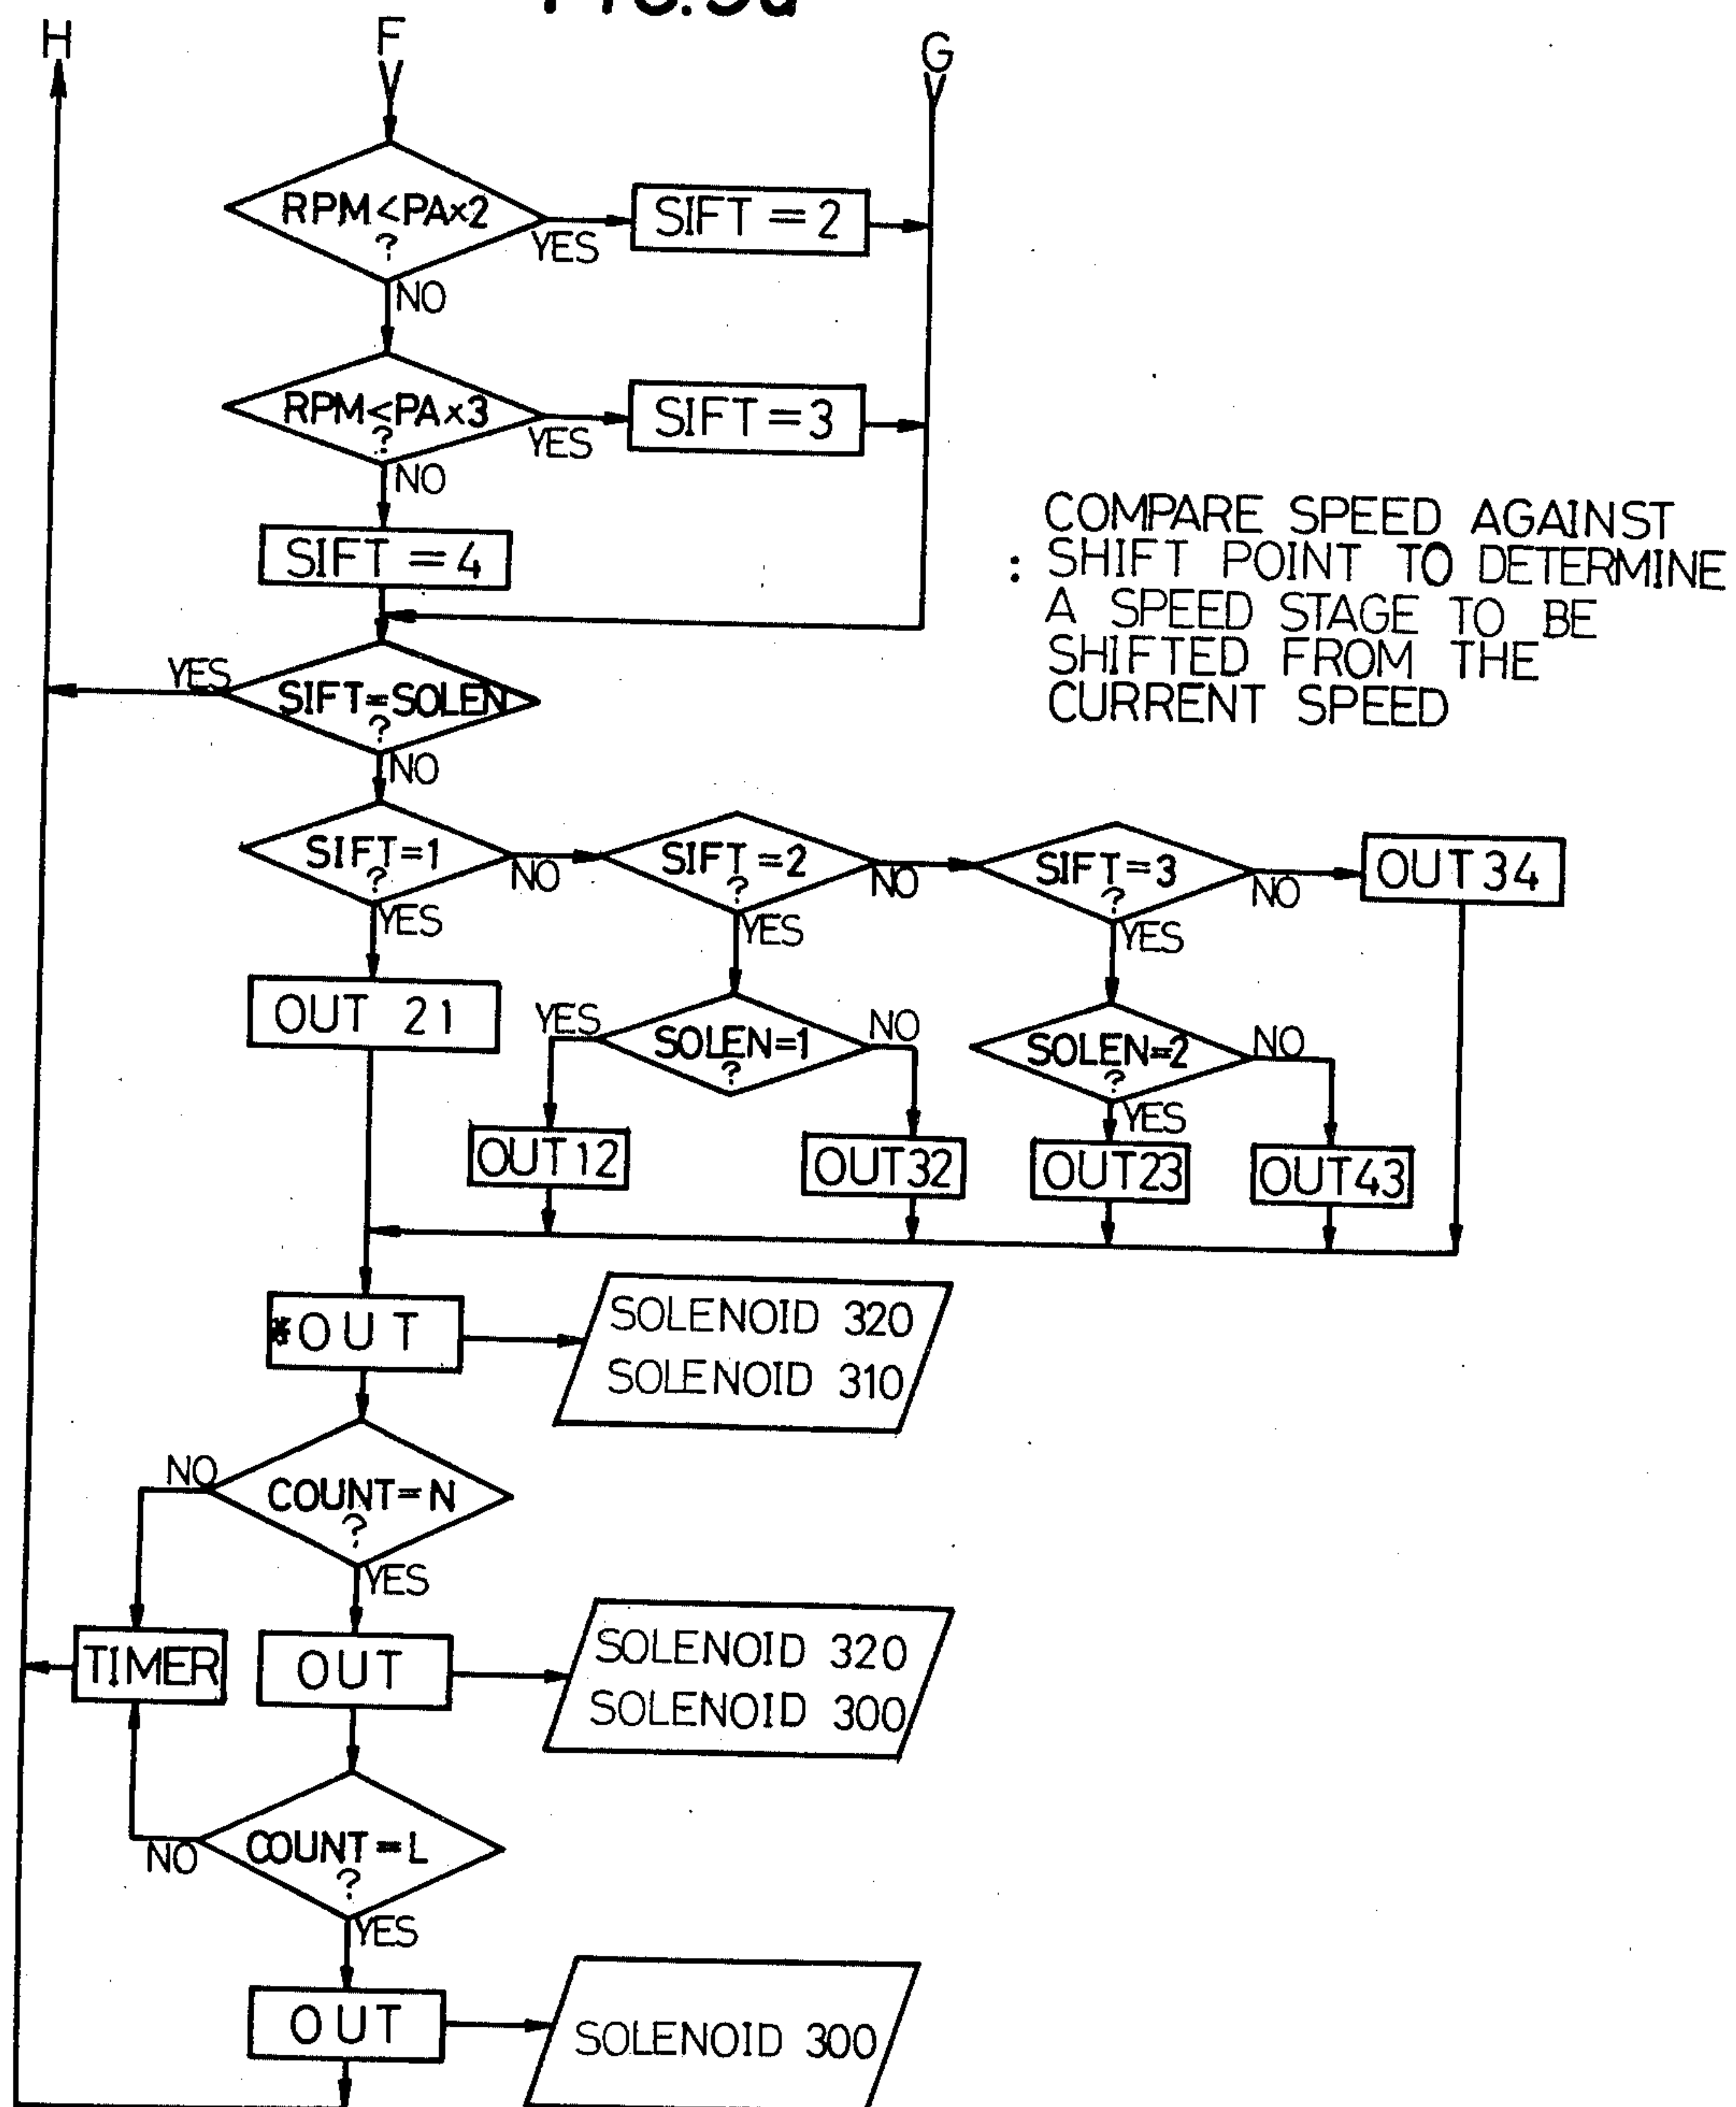 H
F
G
RPM<PA×2
?
YES
SIFT = 2
NO
RPM<PA×3
?
YES
SIFT = 3
NO
SIFT = 4
COMPARE SPEED AGAINST
: SHIFT POINT TO DETERMINE
A SPEED STAGE TO BE
SHIFTED FROM THE
CURRENT SPEED
YES
SIFT=SOLEN
?
NO
SIFT=1
?
NO
SIFT=2
?
NO
SIFT=3
?
NO
OUT34
YES
YES
YES
OUT 21
YES
SOLEN=1
?
NO
SOLEN=2
?
NO
YES
OUT12
OUT32
OUT23
OUT43
*OUT
SOLENOID 320
SOLENOID 310
NO
COUNT=N
?
YES
TIMER
OUT
SOLENOID 320
SOLENOID 300
NO
COUNT=L
?
YES
OUT
SOLENOID 300